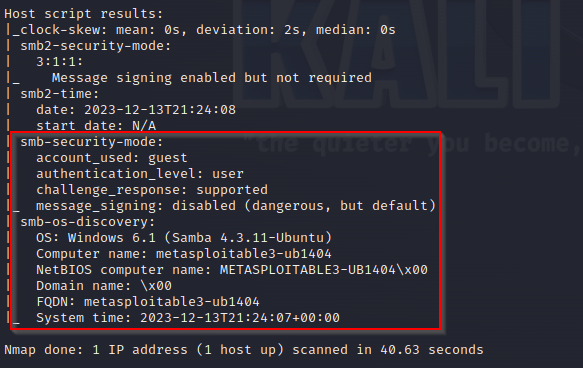 Host script results:
|_clock-skew: mean: 0s, deviation: 2s, median: 0s
| smb2-security-mode:
|   3:1:1:
|_    Message signing enabled but not required
| smb2-time:
|   date: 2023-12-13T21:24:08
|   start_date: N/A
| smb-security-mode:
|   account_used: guest
|   authentication_level: user
|   challenge_response: supported
|_  message_signing: disabled (dangerous, but default)
| smb-os-discovery:
|   OS: Windows 6.1 (Samba 4.3.11-Ubuntu)
|   Computer name: metasploitable3-ub1404
|   NetBIOS computer name: METASPLOITABLE3-UB1404\x00
|   Domain name: \x00
|   FQDN: metasploitable3-ub1404
|_  System time: 2023-12-13T21:24:07+00:00
Nmap done: 1 IP address (1 host up) scanned in 40.63 seconds
KALI
"the quieter you become,